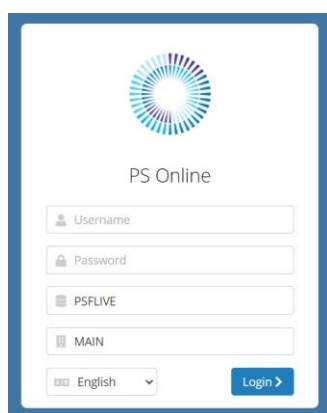 PS Online
Username
Password
PSFLIVE
MAIN
English
Login